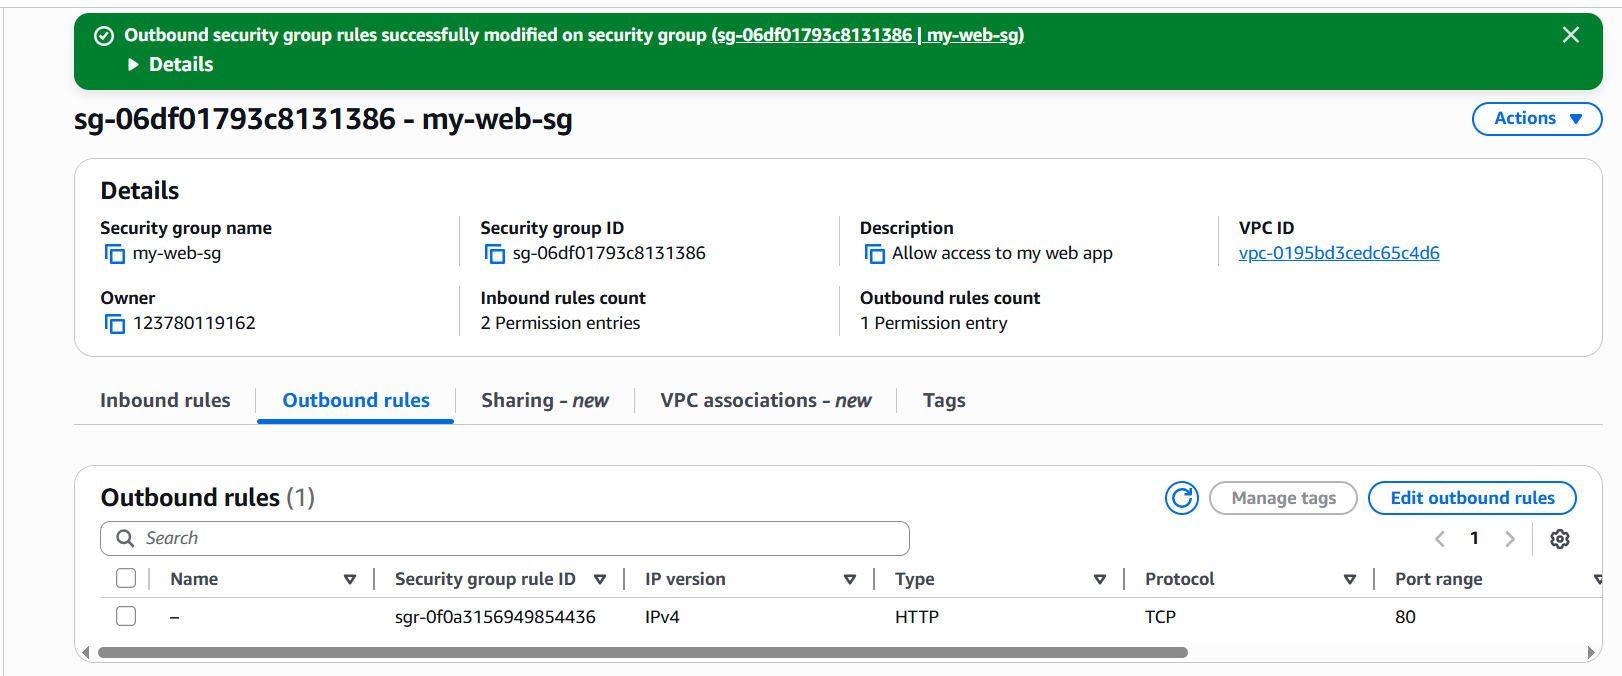 Outbound security group rules successfully modified on security group (sg-06df01793c8131386 | my-web-sg)
Details
sg-06df01793c8131386 - my-web-sg
Actions
Details
Security group name
my-web-sg
Security group ID
sg-06df01793c8131386
Description
Allow access to my web app
VPC ID
vpc-0195bd3cedc65c4d6
Owner
123780119162
Inbound rules count
2 Permission entries
Outbound rules count
1 Permission entry
Inbound rules
Outbound rules
Sharing - new
VPC associations - new
Tags
Outbound rules (1)
Manage tags
Edit outbound rules
Search
1
Name
Security group rule ID
IP version
Type
Protocol
Port range
–
sgr-0f0a3156949854436
IPv4
HTTP
TCP
80